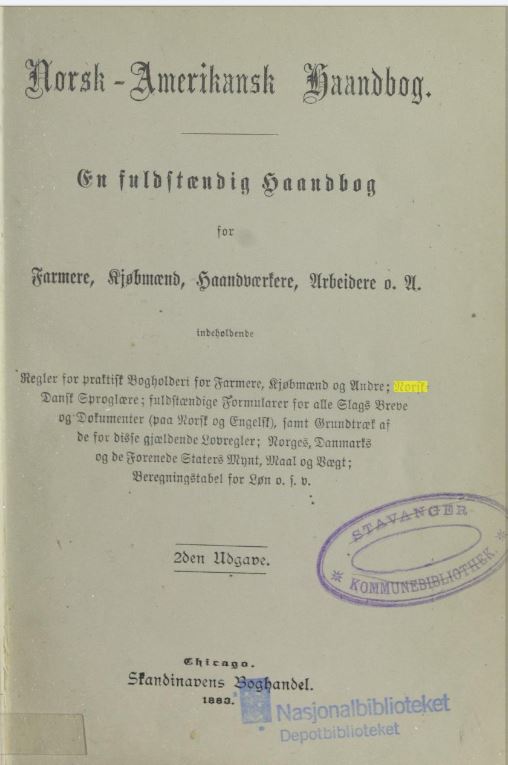 Norsk-Amerikansk Haandbog.
En fuldstændig Haandbog
for
Farmere, Kjøbmænd, Haandværkere, Arbeidere o. A.
indeholdende
Regler for praktisk Bogholderi for Farmere, Kjøbmænd og Andre; Norsk-
Dansk Sproglære; fuldstændige Formularer for alle Slags Breve
og Dokumenter (paa Norsk og Engelsk), samt Grundtræk af
de for disse gjældende Lovregler; Norges, Danmarks
og de Forenede Staters Mynt, Maal og Vægt;
Beregningstabel for Løn o. s. v.
STAVANGER
KOMMUNEBIBLIOTHEK.
2den Udgave.
Chicago.
Skandinavens Boghandel.
1883.
Nasjonalbiblioteket
Depotbiblioteket